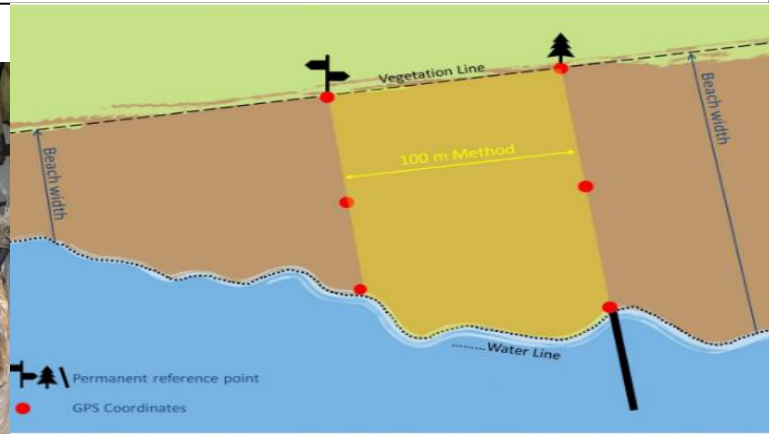 Vegetation Line
Beach width
100 m Method
Beach width
........Water Line
Permanent reference point
GPS Coordinates